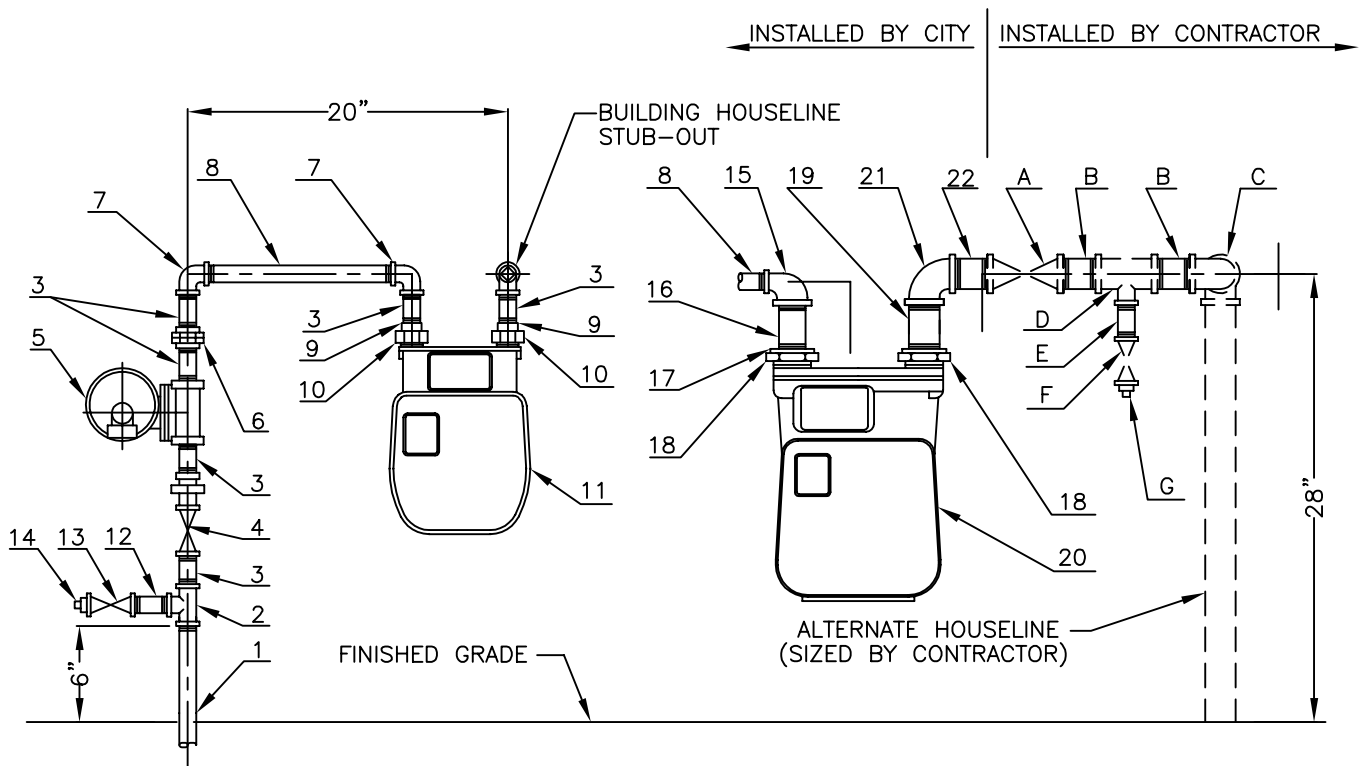 INSTALLED BY CITY
INSTALLED BY CONTRACTOR
20”
BUILDING HOUSELINE
STUB-OUT
7
8
7
3
3
3
9
9
5
6
10
10
3
11
4
14
13
12
3
2
1
6”
FINISHED GRADE
8
15
19
21
22
A
B
B
C
16
17
18
D
E
F
G
18
20
28”
ALTERNATE HOUSELINE
(SIZED BY CONTRACTOR)